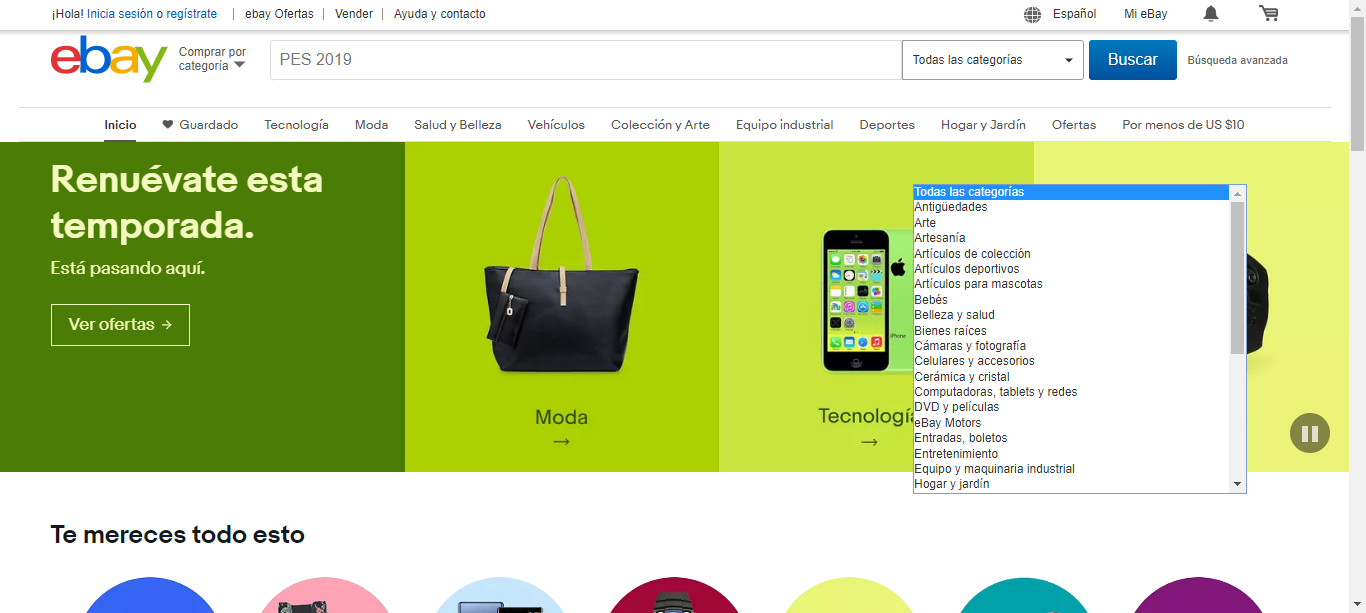 ¡Hola! Inicia sesión o regístrate | ebay Ofertas | Vender | Ayuda y contacto
Español Mi eBay
ebay
Comprar por
categoría
PES 2019
Todas las categorías
Buscar
Búsqueda avanzada
Inicio Guardado Tecnología Moda Salud y Belleza Vehículos Colección y Arte Equipo industrial Deportes Hogar y Jardín Ofertas Por menos de US $10
Renuévate esta
temporada.
Está pasando aquí.
Ver ofertas →
Moda
→
iPhone
Tecnología
→
Todas las categorías
Antigüedades
Arte
Artesanía
Artículos de colección
Artículos deportivos
Artículos para mascotas
Bebés
Belleza y salud
Bienes raíces
Cámaras y fotografía
Celulares y accesorios
Cerámica y cristal
Computadoras, tablets y redes
DVD y películas
eBay Motors
Entradas, boletos
Entretenimiento
Equipo y maquinaria industrial
Hogar y jardín
Te mereces todo esto